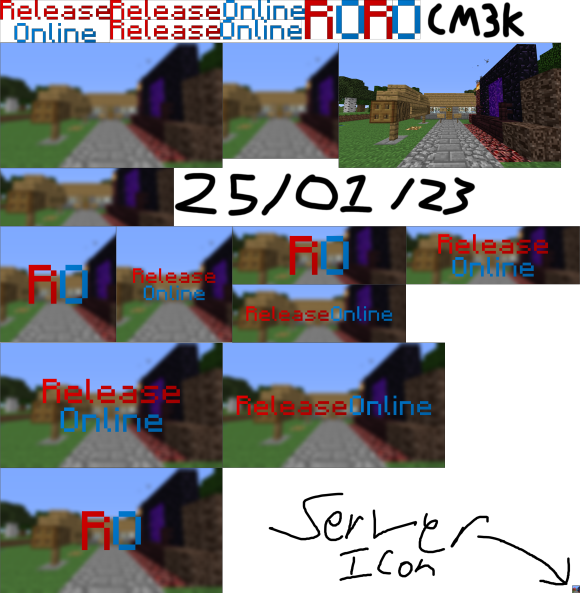 Release Release Online RORO CM3K
Online Release Online
25/01/23
RO Release RO Release
Online Online
ReleaseOnline
Release ReleaseOnline
Online
RO
Server
Icon